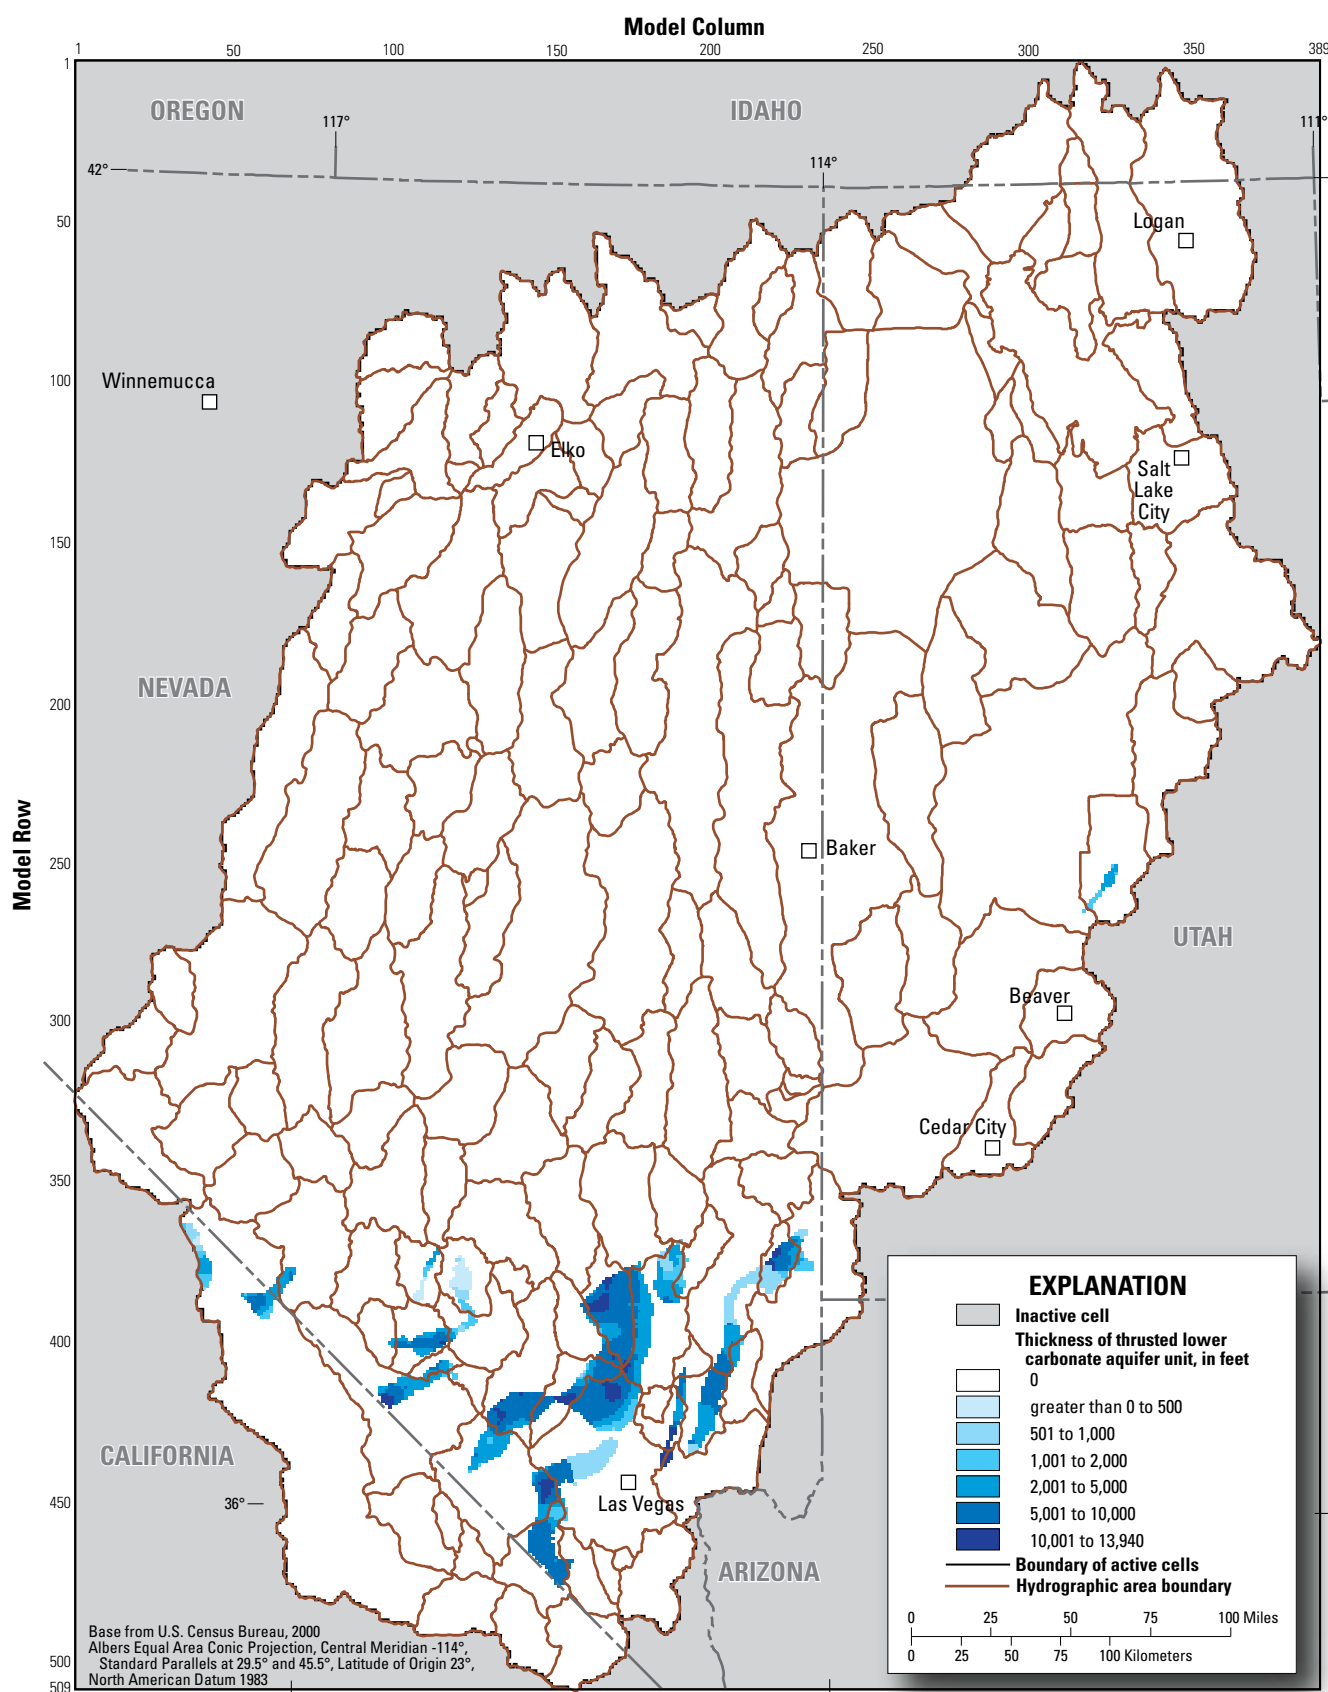 Model Column
1 50 100 150 200 250 300 350 389
Model Row
1
50
100
150
200
250
300
350
400
450
500
509
OREGON
IDAHO
117°
114°
111°
42°
Logan
Winnemucca
Elko
Salt
Lake
City
NEVADA
Baker
UTAH
Beaver
Cedar City
CALIFORNIA
36°
Las Vegas
ARIZONA
EXPLANATION
Inactive cell
Thickness of thrusted lower
carbonate aquifer unit, in feet
0
greater than 0 to 500
501 to 1,000
1,001 to 2,000
2,001 to 5,000
5,001 to 10,000
10,001 to 13,940
Boundary of active cells
Hydrographic area boundary
0 25 50 75 100 Miles
0 25 50 75 100 Kilometers
Base from U.S. Census Bureau, 2000
Albers Equal Area Conic Projection, Central Meridian -114°,
Standard Parallels at 29.5° and 45.5°, Latitude of Origin 23°,
North American Datum 1983